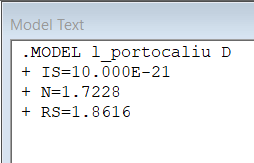 Model Text
.MODEL l_portocaliu D
+ IS=10.000E-21
+ N=1.7228
+ RS=1.8616